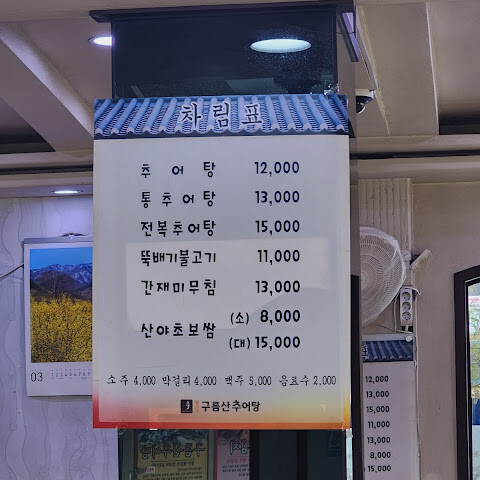 차림표
추 어 탕 12,000
통추어탕 13,000
전복추어탕 15,000
뚝배기불고기 11,000
간재미무침 13,000
산야초보쌈 (소) 8,000
(대) 15,000
소주 4,000 막걸리 4,000 맥주 5,000 음료수 2,000
구름산추어탕
03
12,000
13,000
15,000
11,000
13,000
8,000
15,000